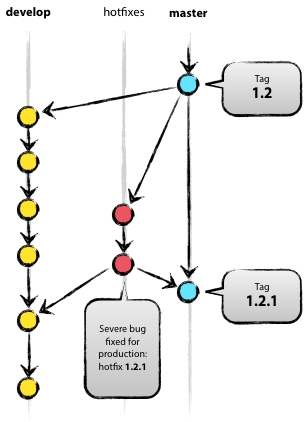 develop
hotfixes
master
Tag
1.2
Tag
1.2.1
Severe bug
fixed for
production:
hotfix 1.2.1